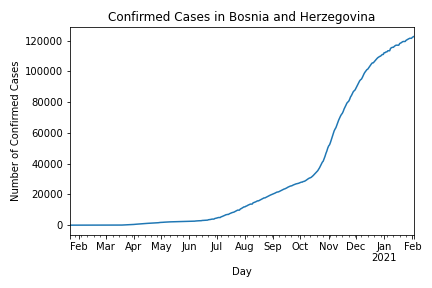 Confirmed Cases in Bosnia and Herzegovina
Number of Confirmed Cases
120000
100000
80000
60000
40000
20000
0
Feb Mar Apr May Jun Jul Aug Sep Oct Nov Dec Jan Feb
2021
Day